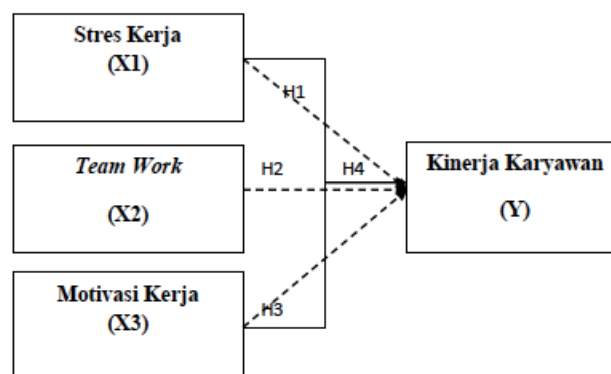 Stres Kerja
(X1)
H1
Team Work
(X2)
H2
H4
Kinerja Karyawan
(Y)
Motivasi Kerja
(X3)
H3